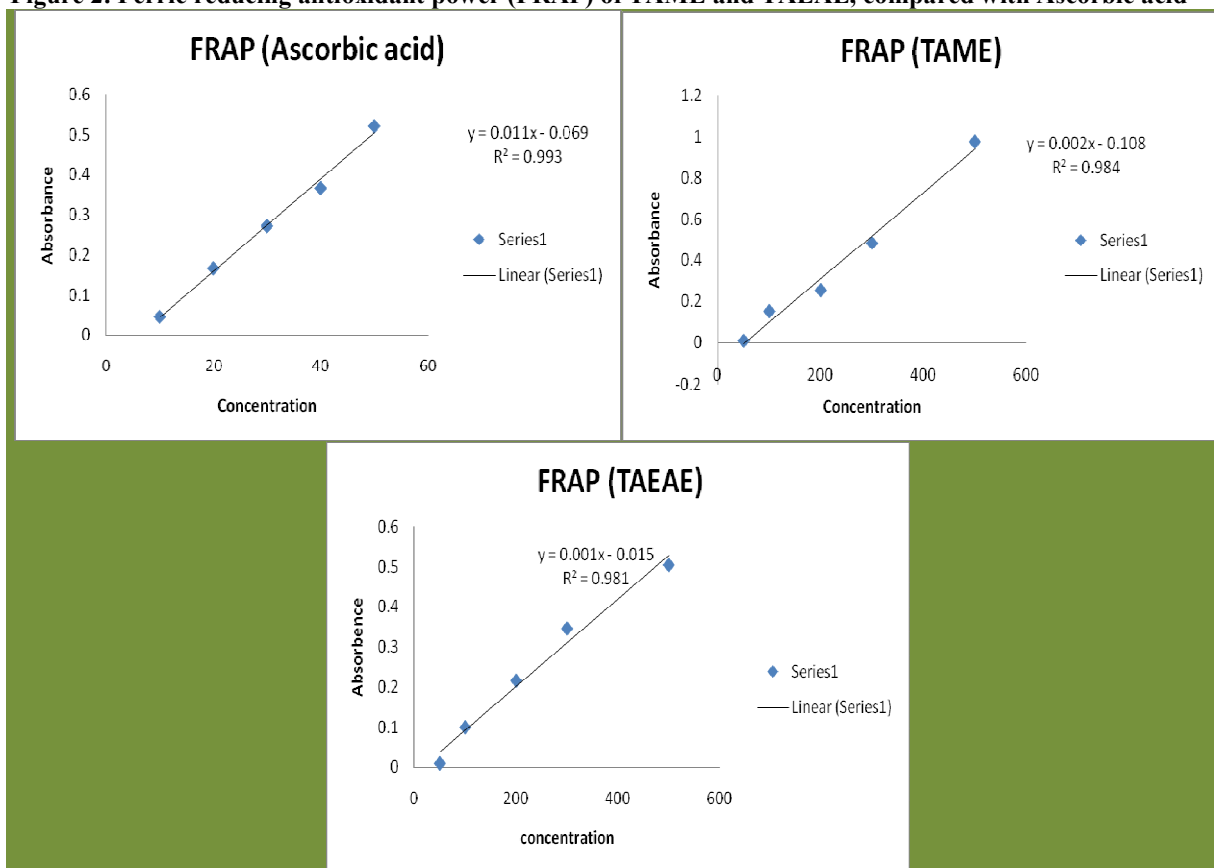 Figure 2: Ferric reducing antioxidant power (FRAP) of TAME and TAEAE, compared with Ascorbic acid
FRAP (Ascorbic acid)
0.6
0.5
0.4
0.3
0.2
0.1
0
Absorbance
y = 0.011x - 0.069
R² = 0.993
Series1
Linear (Series1)
0 20 40 60
Concentration
FRAP (TAME)
1.2
1
0.8
0.6
0.4
0.2
0
-0.2
Absorbance
y = 0.002x - 0.108
R² = 0.984
Series1
Linear (Series1)
0 200 400 600
Concentration
FRAP (TAEAE)
0.6
0.5
0.4
0.3
0.2
0.1
0
Absorbence
y = 0.001x - 0.015
R² = 0.981
Series1
Linear (Series1)
0 200 400 600
concentration